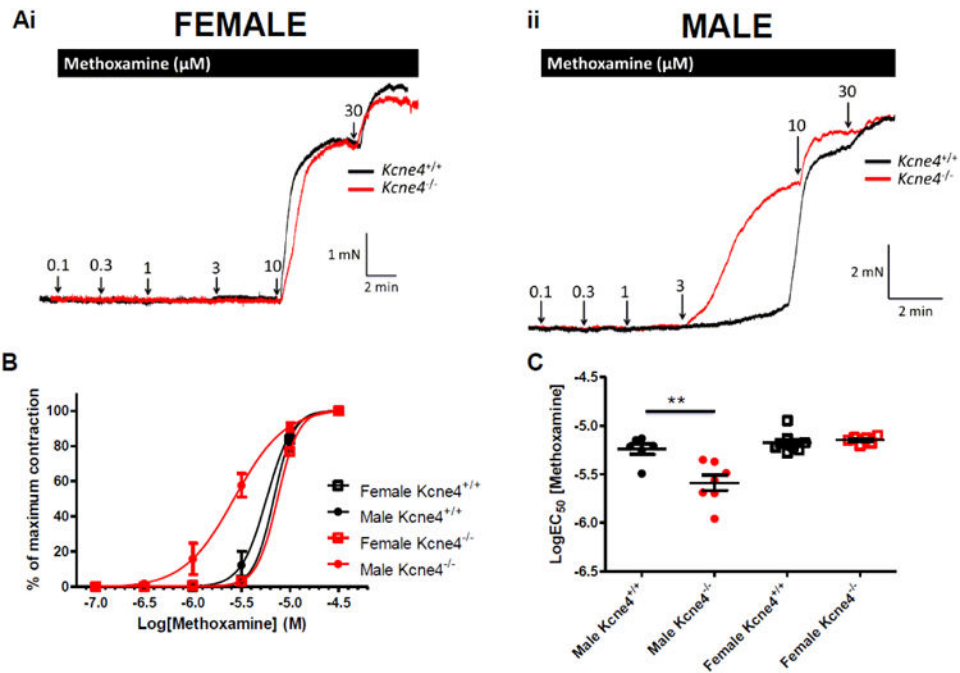 Ai FEMALE
Methoxamine (µM)
30
Kcne4+/+
Kcne4-/-
1 mN
2 min
0.1 0.3 1 3 10
ii MALE
Methoxamine (µM)
30
10
Kcne4+/+
Kcne4-/-
2 mN
2 min
0.1 0.3 1 3
B
% of maximum contraction
100
80
60
40
20
0
-7.0 -6.5 -6.0 -5.5 -5.0 -4.5
Log[Methoxamine] (M)
Female Kcne4+/+
Male Kcne4+/+
Female Kcne4-/-
Male Kcne4-/-
C
LogEC50 [Methoxamine]
-4.5
-5.0
-5.5
-6.0
-6.5
**
Male Kcne4+/+
Male Kcne4-/-
Female Kcne4+/+
Female Kcne4-/-